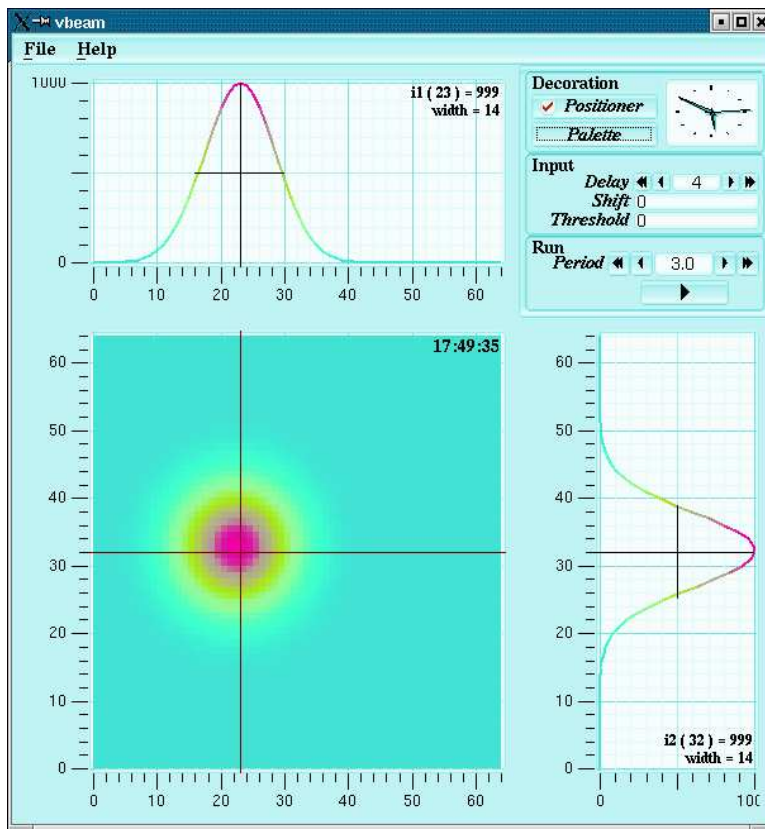 vbeam
File Help
1000
0
0 10 20 30 40 50 60
i1 ( 23 ) = 999
width = 14
Decoration
Positioner
Palette
Input
Delay 4
Shift 0
Threshold 0
Run
Period 3.0
17:49:35
60
50
40
30
20
10
0
0 10 20 30 40 50 60
60
50
40
30
20
10
0
i2 ( 32 ) = 999
width = 14
0 100